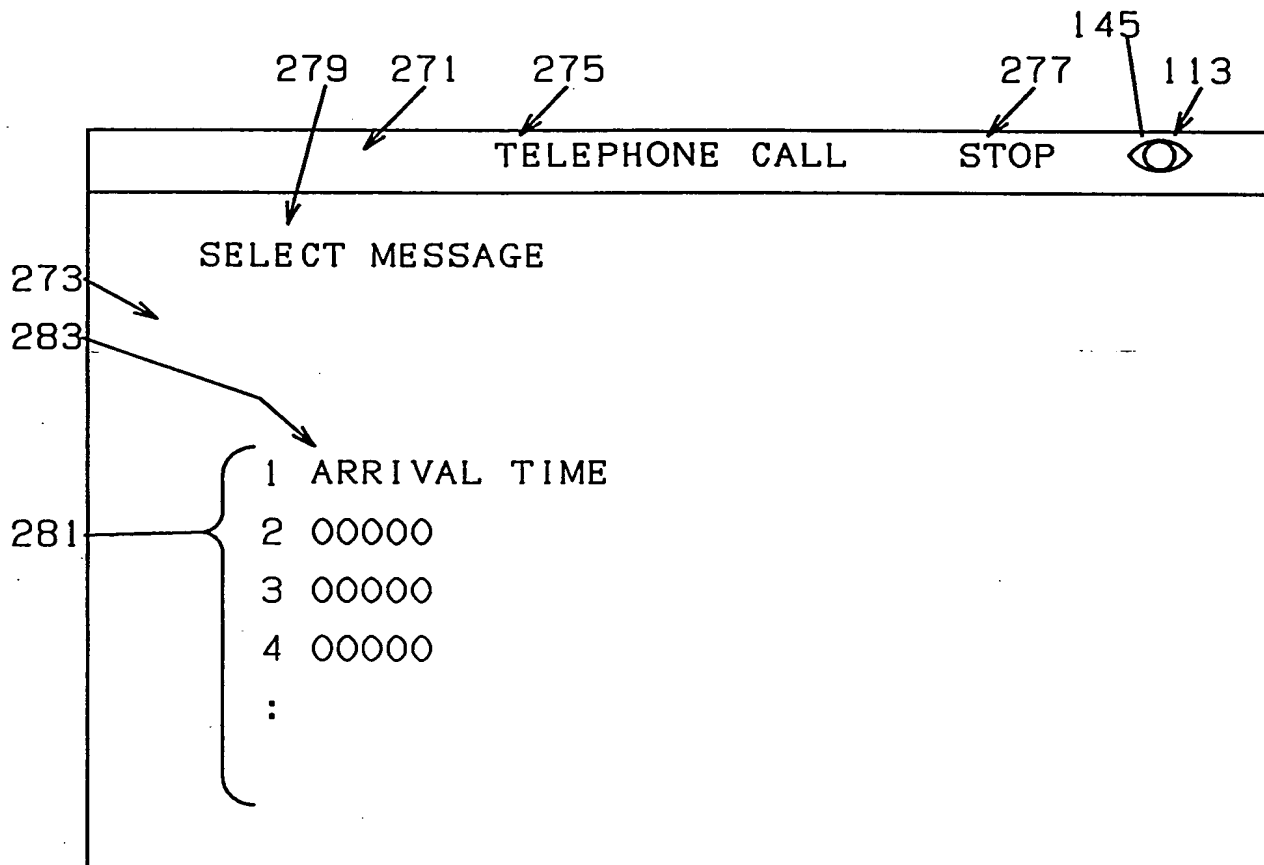 145
279 271 275 277 113
TELEPHONE CALL STOP
SELECT MESSAGE
273
283
1 ARRIVAL TIME
281
2 00000
3 00000
4 00000
: